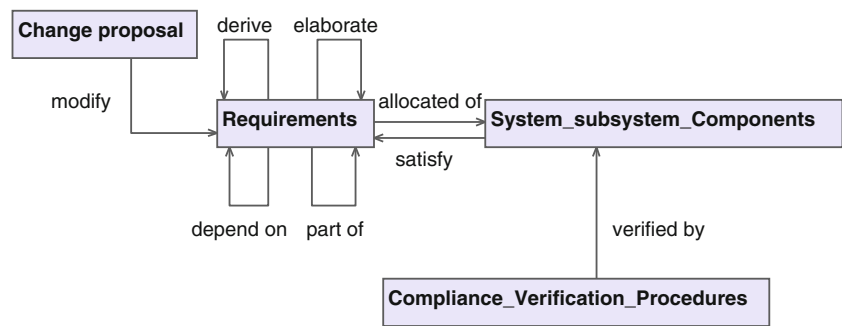 Change proposal
derive
elaborate
modify
allocated of
Requirements
System_subsystem_Components
satisfy
depend on
part of
verified by
Compliance_Verification_Procedures